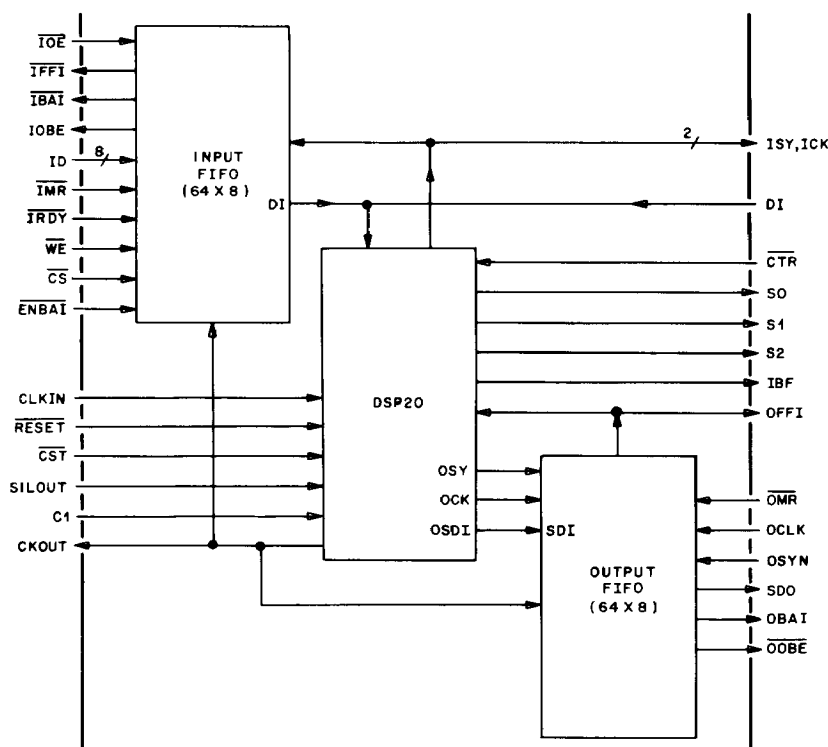 IOE
IFFI
IBAI
IOBE
ID
8
IMR
IRDY
WE
CS
ENBAI
INPUT
FIFO
(64 X 8)
DI
2
ISY, ICK
DI
CTR
S0
S1
S2
IBF
OFFI
CLKIN
RESET
CST
SILOUT
C1
CKOUT
DSP20
OSY
OCK
OSDI
SDI
OUTPUT
FIFO
(64 X 8)
OMR
OCLK
OSYN
SDO
OBAI
OOBE